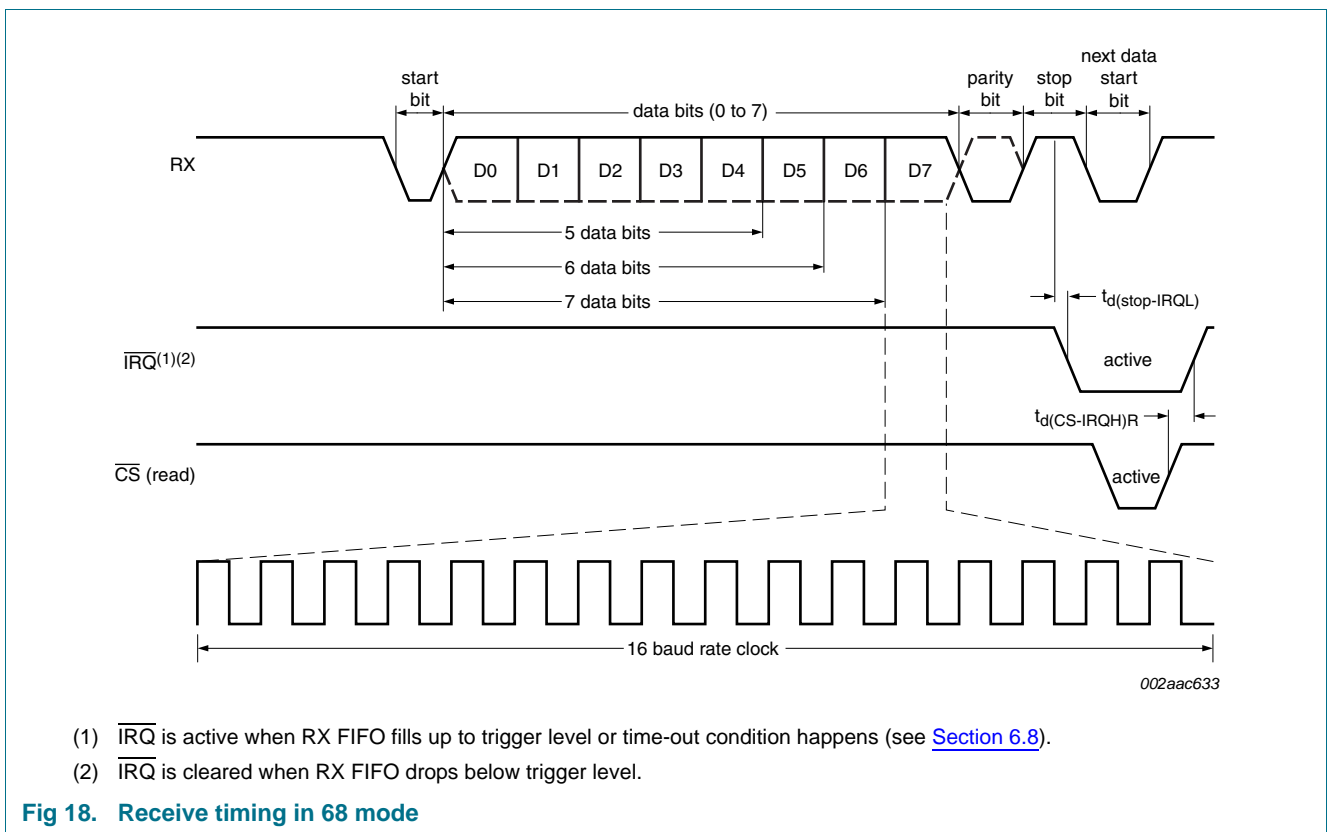 start
bit
data bits (0 to 7)
parity
bit
stop
bit
next data
start
bit
RX
D0 D1 D2 D3 D4 D5 D6 D7
5 data bits
6 data bits
7 data bits
td(stop-IRQL)
IRQ(1)(2)
active
td(CS-IRQH)R
CS (read)
active
16 baud rate clock
002aac633
(1) IRQ is active when RX FIFO fills up to trigger level or time-out condition happens (see Section 6.8).
(2) IRQ is cleared when RX FIFO drops below trigger level.
Fig 18. Receive timing in 68 mode